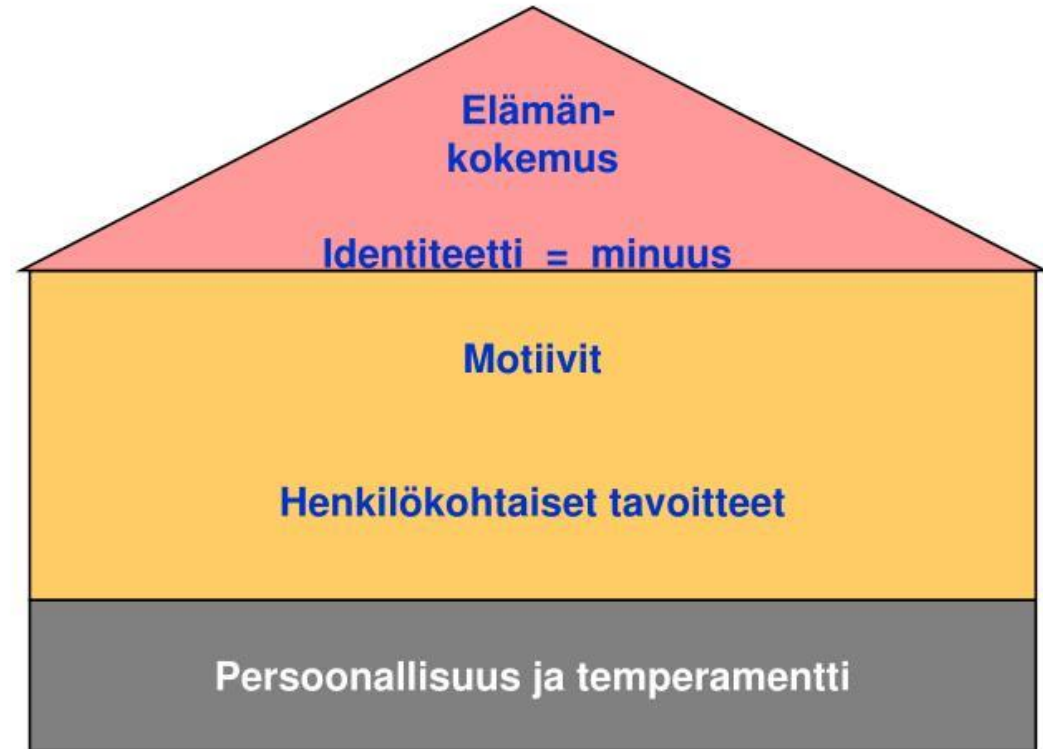 Elämän-
kokemus
Identiteetti = minuus
Motiivit
Henkilökohtaiset tavoitteet
Persoonallisuus ja temperamentti